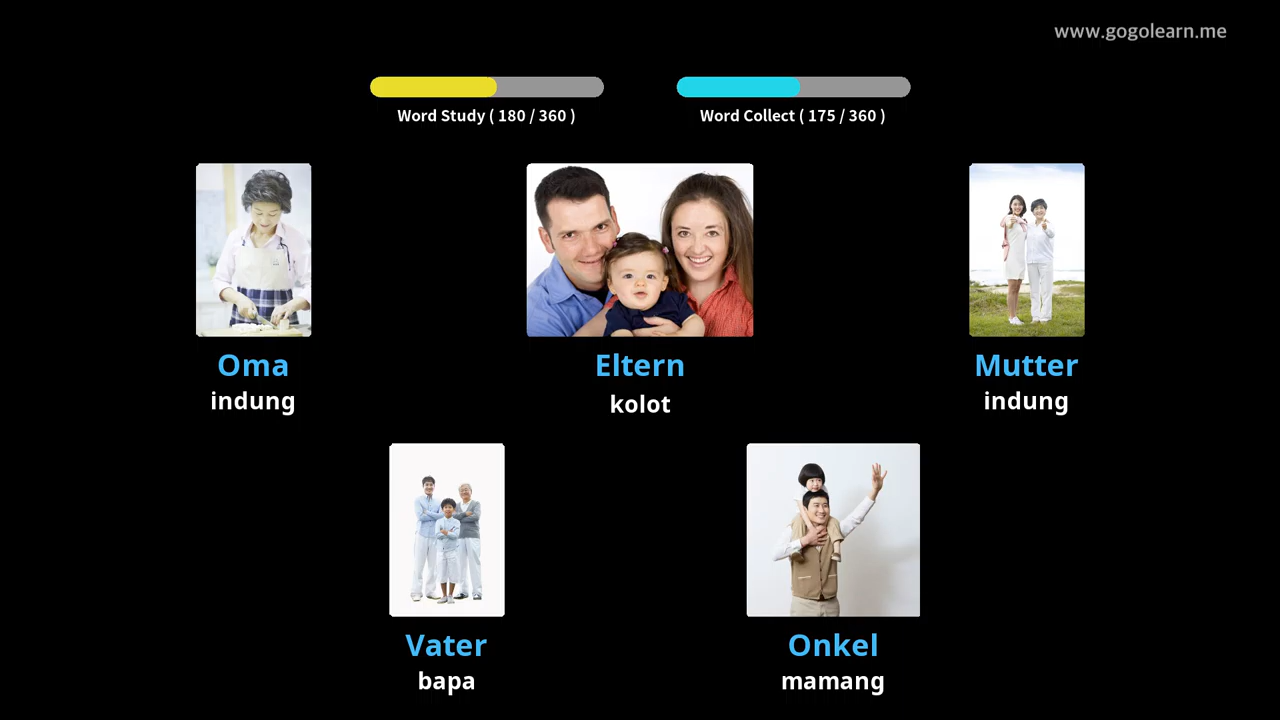 www.gogolearn.me
Word Study ( 180 / 360 )
Word Collect ( 175 / 360 )
Oma
indung
Eltern
kolot
Mutter
indung
Vater
bapa
Onkel
mamang